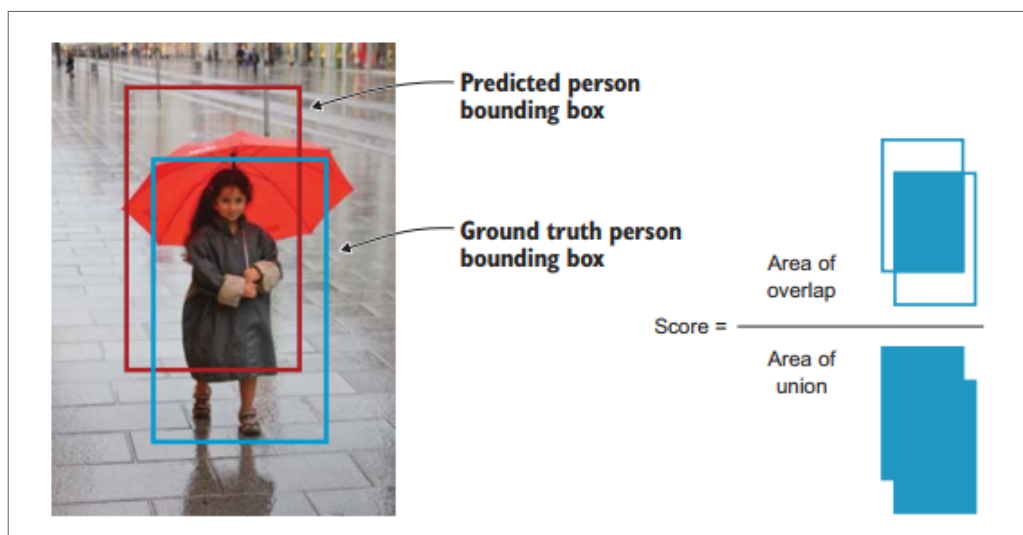 Predicted person
bounding box
Ground truth person
bounding box
Area of
overlap
Score =
Area of
union